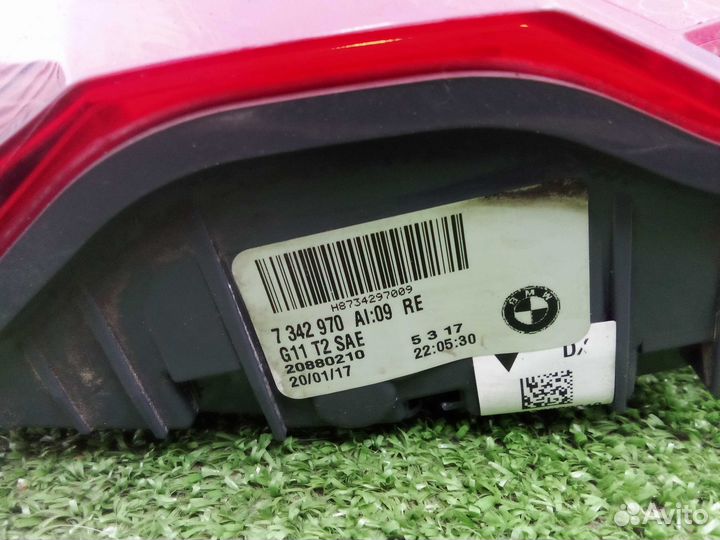 H8734297009
7 342 970 AI:09 RE
G11 T2 SAE
20880210
20/01/17
5 3 17
22:05:30
BMW
DX
Avito